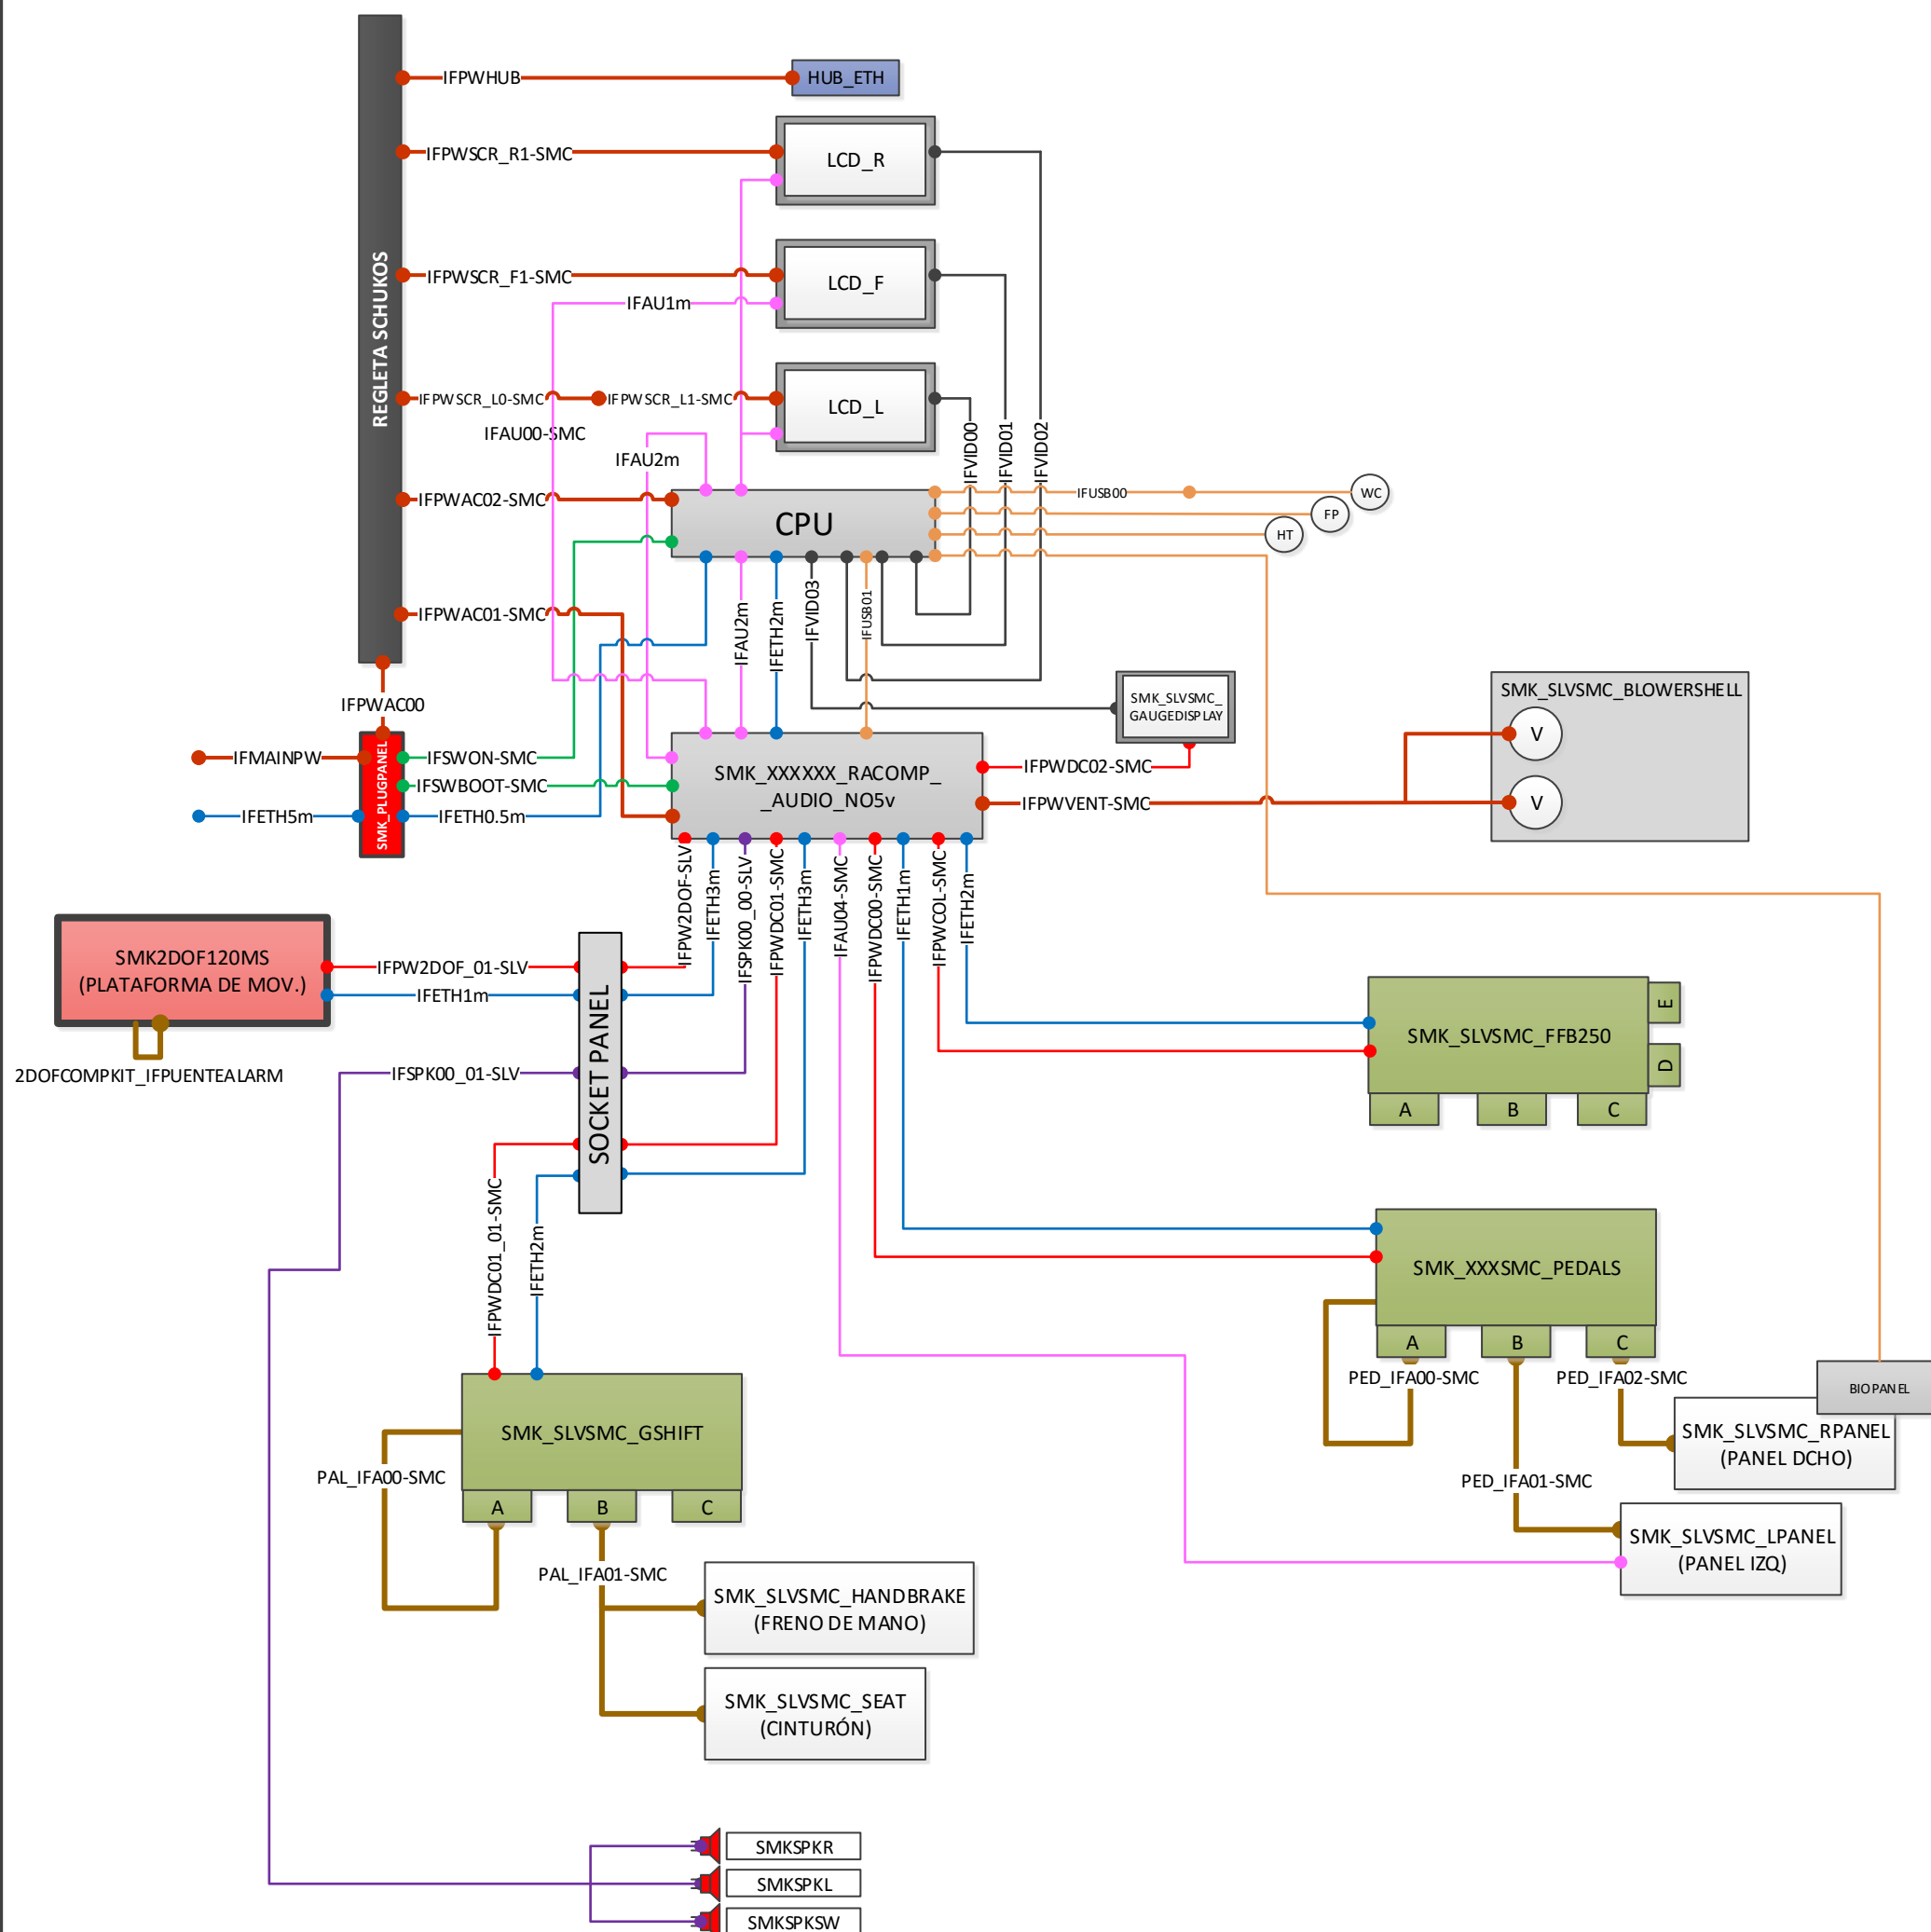 REGLETA SCHUKOS
IFPWHUB
HUB_ETH
IFPWSCR_R1-SMC
LCD_R
IFPWSCR_F1-SMC
LCD_F
IFAU1m
IFPWSCR_L0-SMC
IFPWSCR_L1-SMC
LCD_L
IFAU00-SMC
IFAU2m
IFVID00
IFVID01
IFVID02
IFPWAC02-SMC
CPU
IFUSB00
WC
FP
HT
IFPWAC01-SMC
IFAU2m
IFETH2m
IFVID03
IFUSB01
IFPWAC00
SMK_PLUGPANEL
IFMAINPW
IFETH5m
IFSWON-SMC
IFSWBOOT-SMC
IFETH0.5m
SMK_XXXXXX_RACOMP_
_AUDIO_NO5v
SMK_SLVSMC_
GAUGEDISPLAY
IFPWDC02-SMC
IFPWVENT-SMC
SMK_SLVSMC_BLOWERSHELL
V
V
IFPW2DOF-SLV
IFETH3m
IFSPK00_00-SLV
IFPWDC01-SMC
IFETH3m
IFAU04-SMC
IFPWDC00-SMC
IFETH1m
IFPWCOL-SMC
IFETH2m
SMK2DOF120MS
(PLATAFORMA DE MOV.)
IFPW2DOF_01-SLV
IFETH1m
2DOFCOMPKIT_IFPUENTEALARM
IFSPK00_01-SLV
SOCKET PANEL
SMK_SLVSMC_FFB250
E
D
A
B
C
IFPWDC01_01-SMC
IFETH2m
SMK_XXXSMC_PEDALS
A
B
C
PED_IFA00-SMC
PED_IFA02-SMC
BIOPANEL
SMK_SLVSMC_RPANEL
(PANEL DCHO)
PED_IFA01-SMC
SMK_SLVSMC_LPANEL
(PANEL IZQ)
SMK_SLVSMC_GSHIFT
PAL_IFA00-SMC
A
B
C
PAL_IFA01-SMC
SMK_SLVSMC_HANDBRAKE
(FRENO DE MANO)
SMK_SLVSMC_SEAT
(CINTURÓN)
SMKSPKR
SMKSPKL
SMKSPKSW